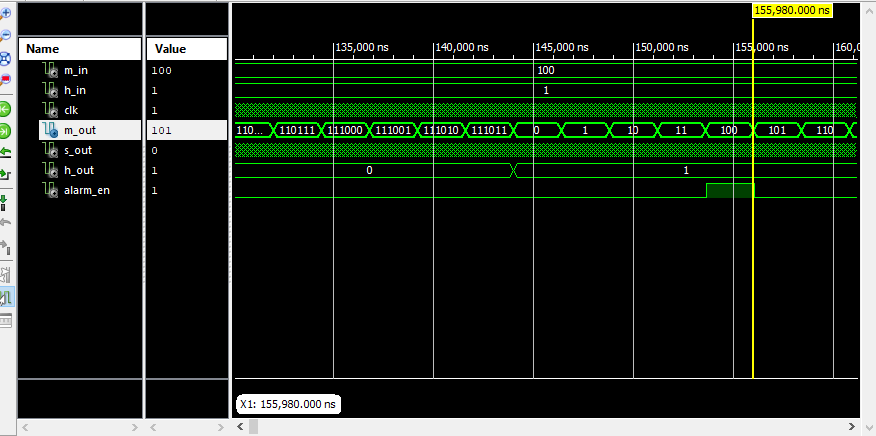 155,980.000 ns
Name Value 135,000 ns 140,000 ns 145,000 ns 150,000 ns 155,000 ns 160,0
m_in 100 100
h_in 1 1
clk 1
m_out 101 110... 110111 111000 111001 111010 111011 0 1 10 11 100 101 110
s_out 0
h_out 1 0 1
alarm_en 1
X1: 155,980.000 ns